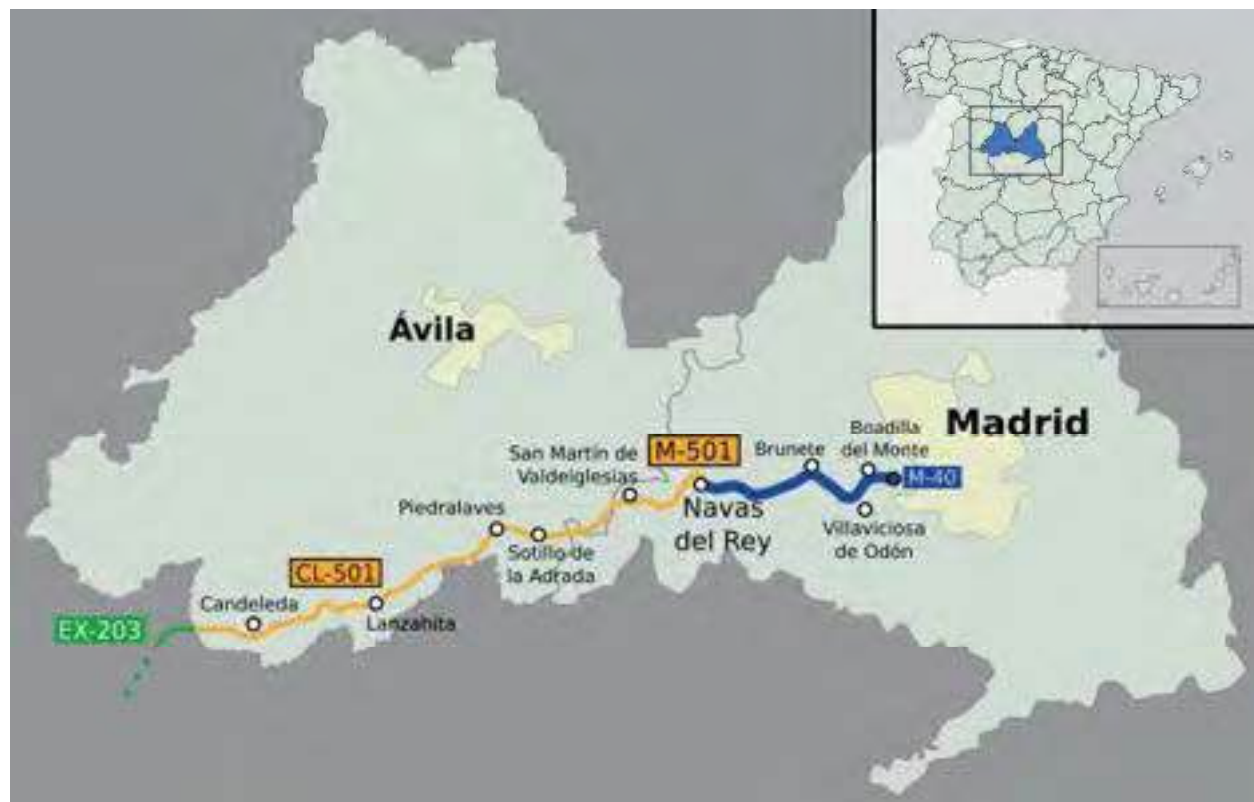 Ávila
Madrid
M-501
Boadilla
del Monte
Brunete
San Martín de
Valdeiglesias
M-40
Navas
del Rey
Piedralaves
Villaviciosa
de Odón
Sotillo de
la Adrada
CL-501
Candeleda
Lanzahita
EX-203